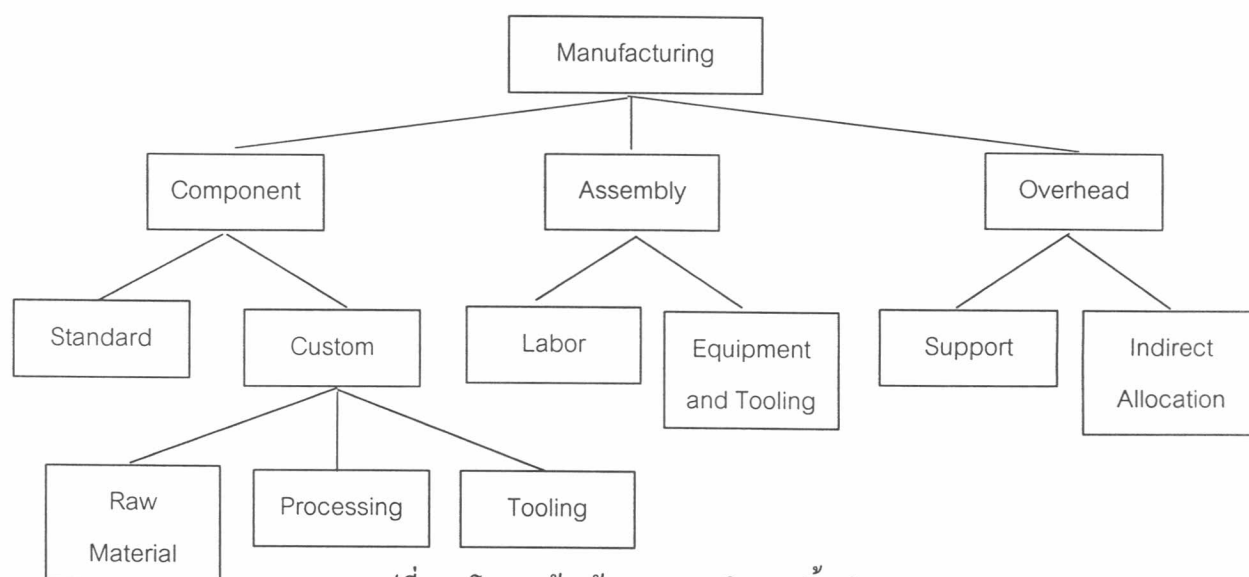 Manufacturing
Component
Assembly
Overhead
Standard
Custom
Labor
Equipment
and Tooling
Support
Indirect
Allocation
Raw
Material
Processing
Tooling